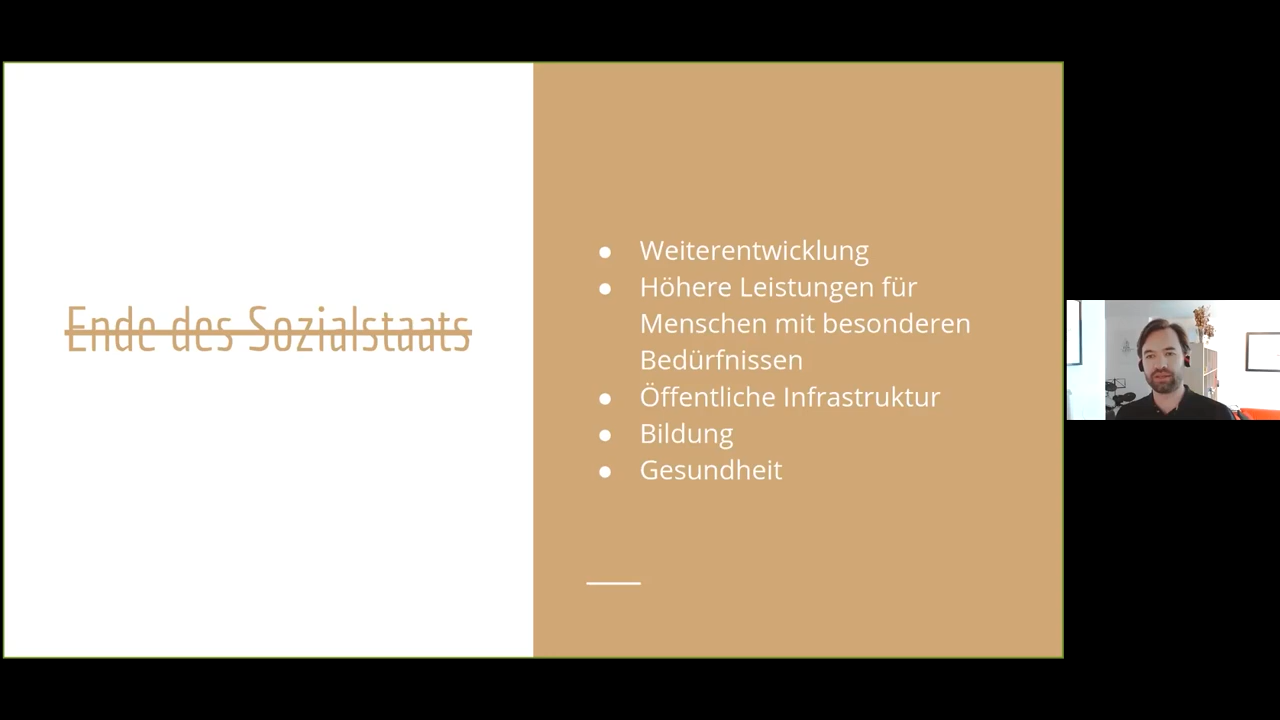 Ende des Sozialstaats
● Weiterentwicklung
● Höhere Leistungen für
Menschen mit besonderen
Bedürfnissen
● Öffentliche Infrastruktur
● Bildung
● Gesundheit